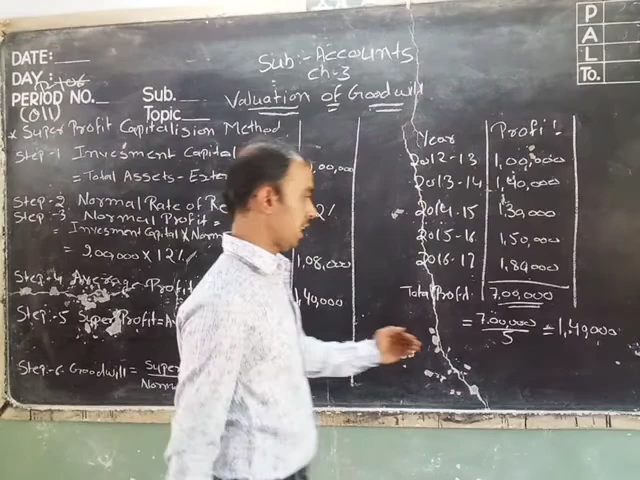 P
A
L
To.
DATE:
DAY:
PERIOD NO.
(011)
Sub.
Topic
Sub:- Accounts
Ch-3
Valuation of Goodwill
* Super Profit Capitalision Method
Step-1 Invesment Capital
= Total Assets - Exter
00,000
Step-2 Normal Rate of Re
2%
Step-3 Normal Profit =
= Invesment Capital X Norm
= 9,00,000 X 12%
1,08,000
Step-4 Average Profit
1,40,000
Step-5 Super Profit = Av
Step-6 Goodwill = Super
Norm
Year Profit
2012-13 1,00,000
2013-14 1,40,000
2014-15 1,30,000
2015-16 1,50,000
2016-17 1,80,000
Total Profit 7,00,000
= 7,00,000 = 1,40,000
5